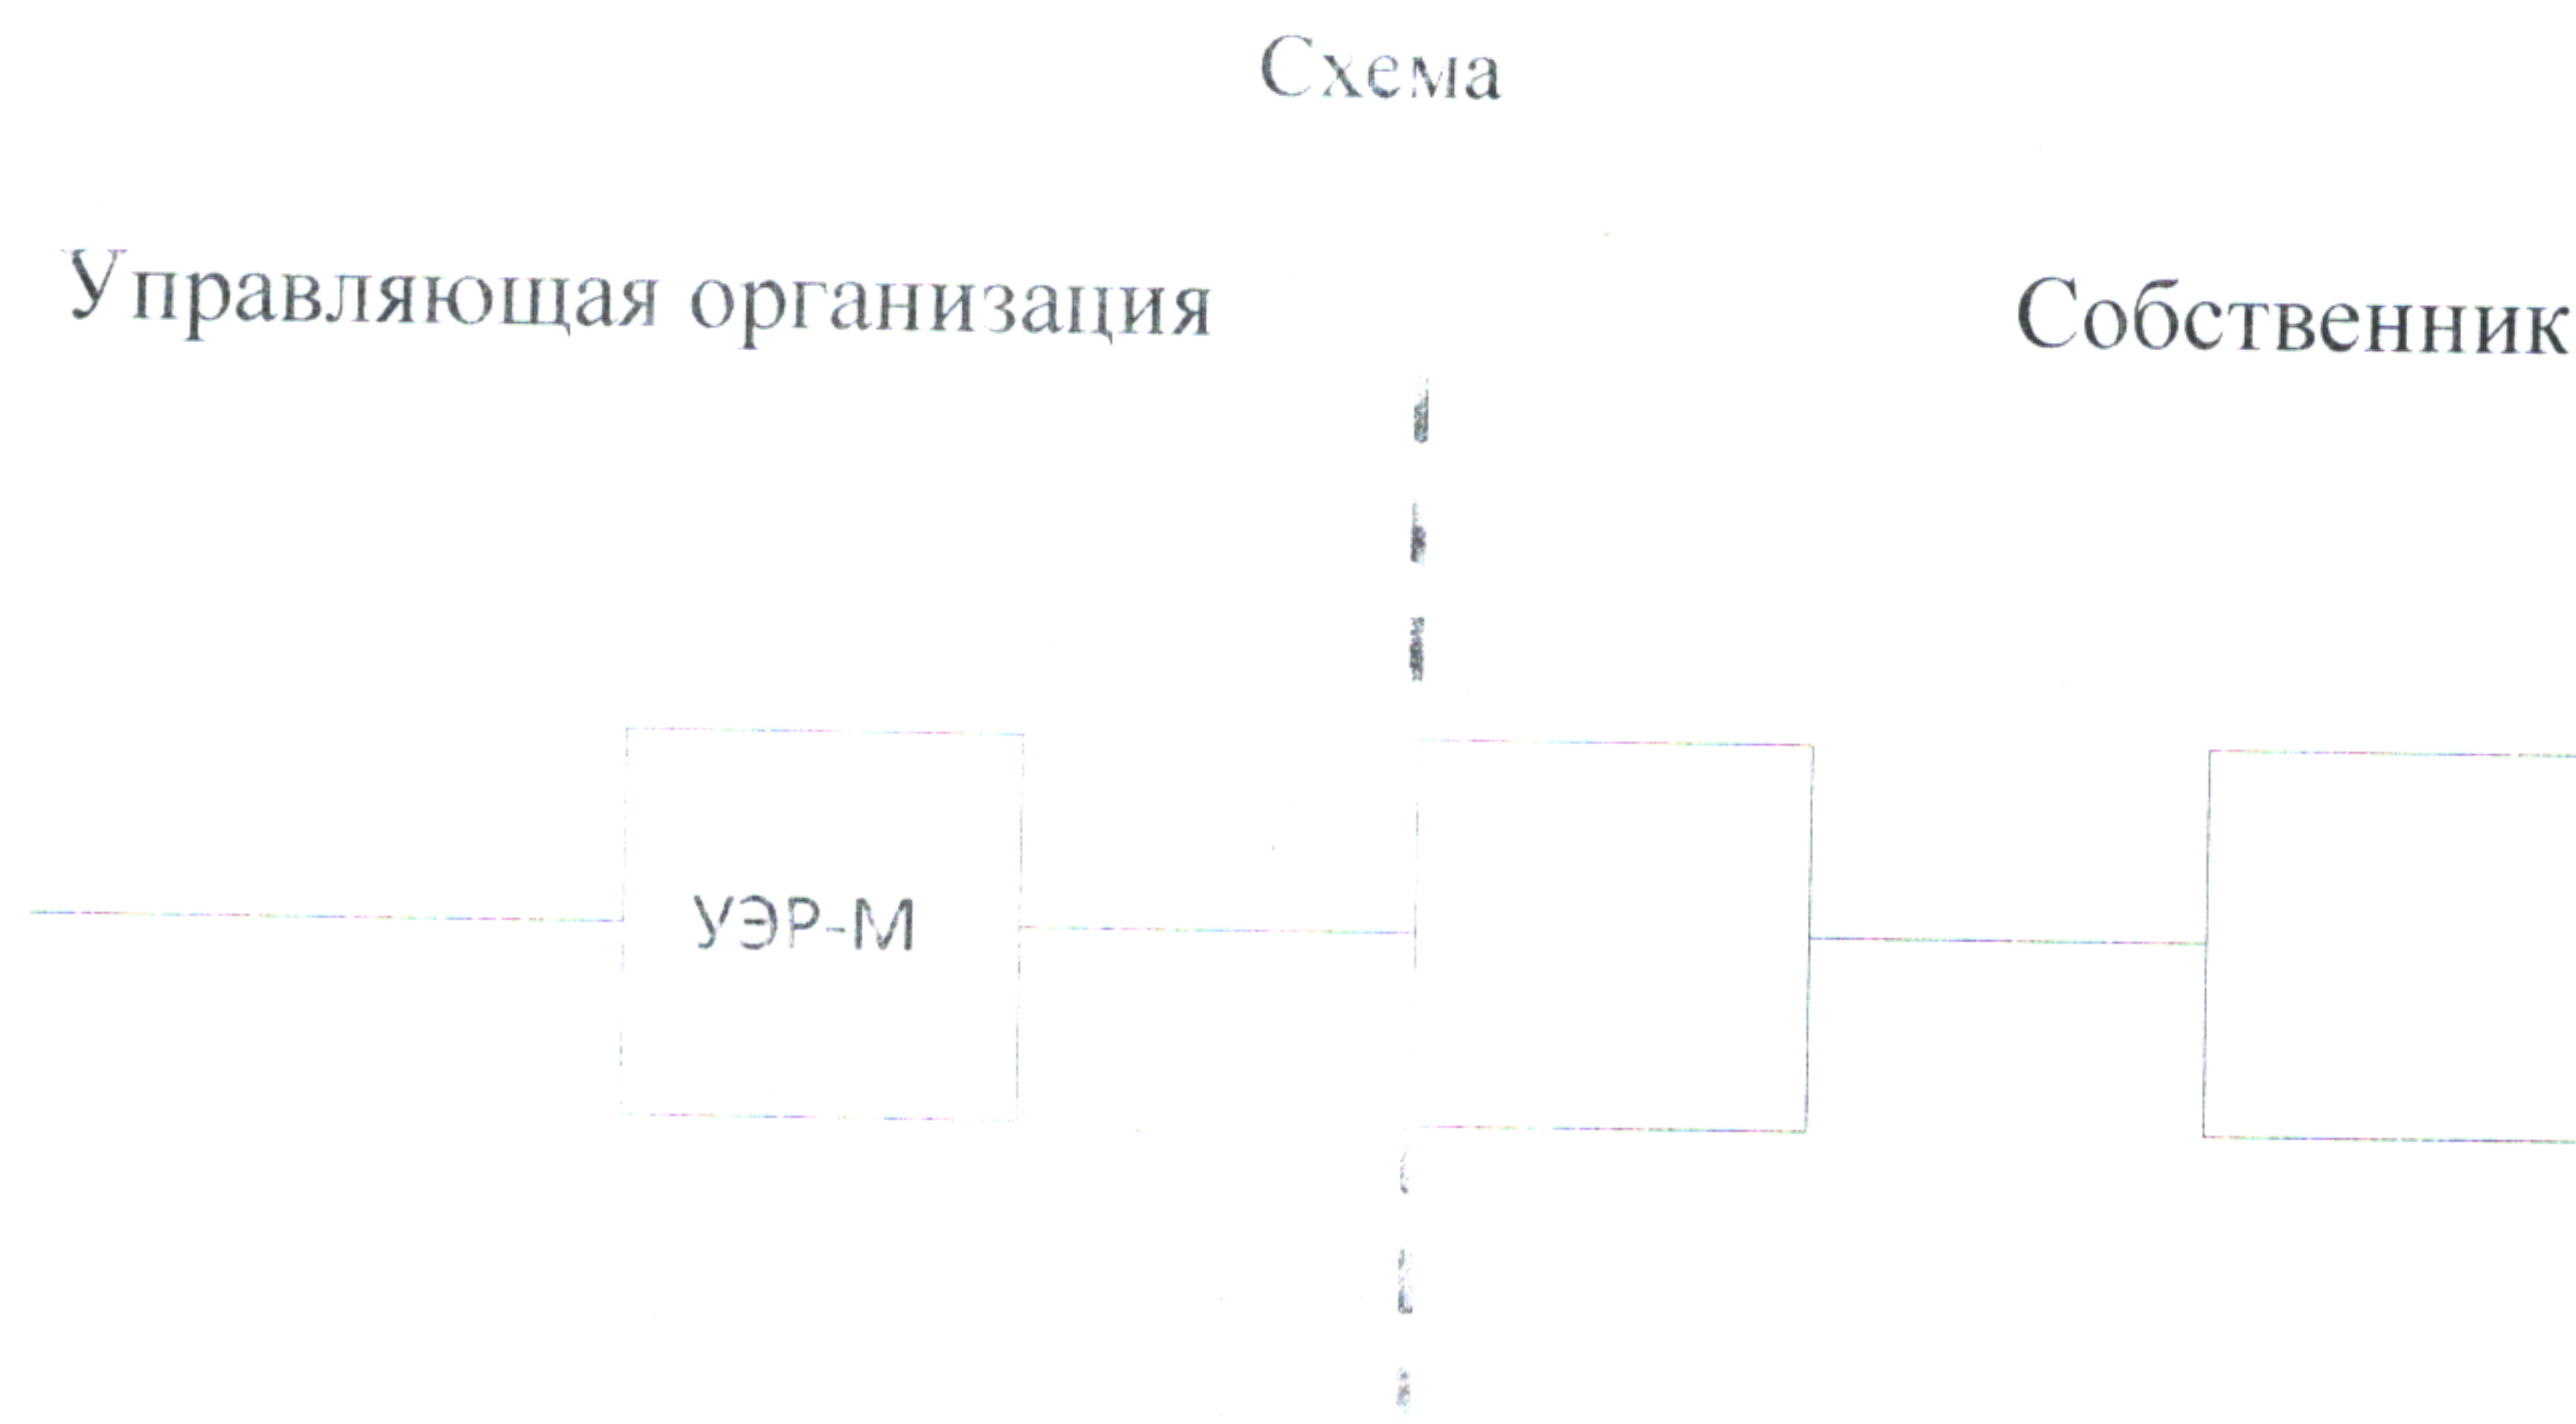 Схема
Управляющая организация
Собственник
УЭР-М